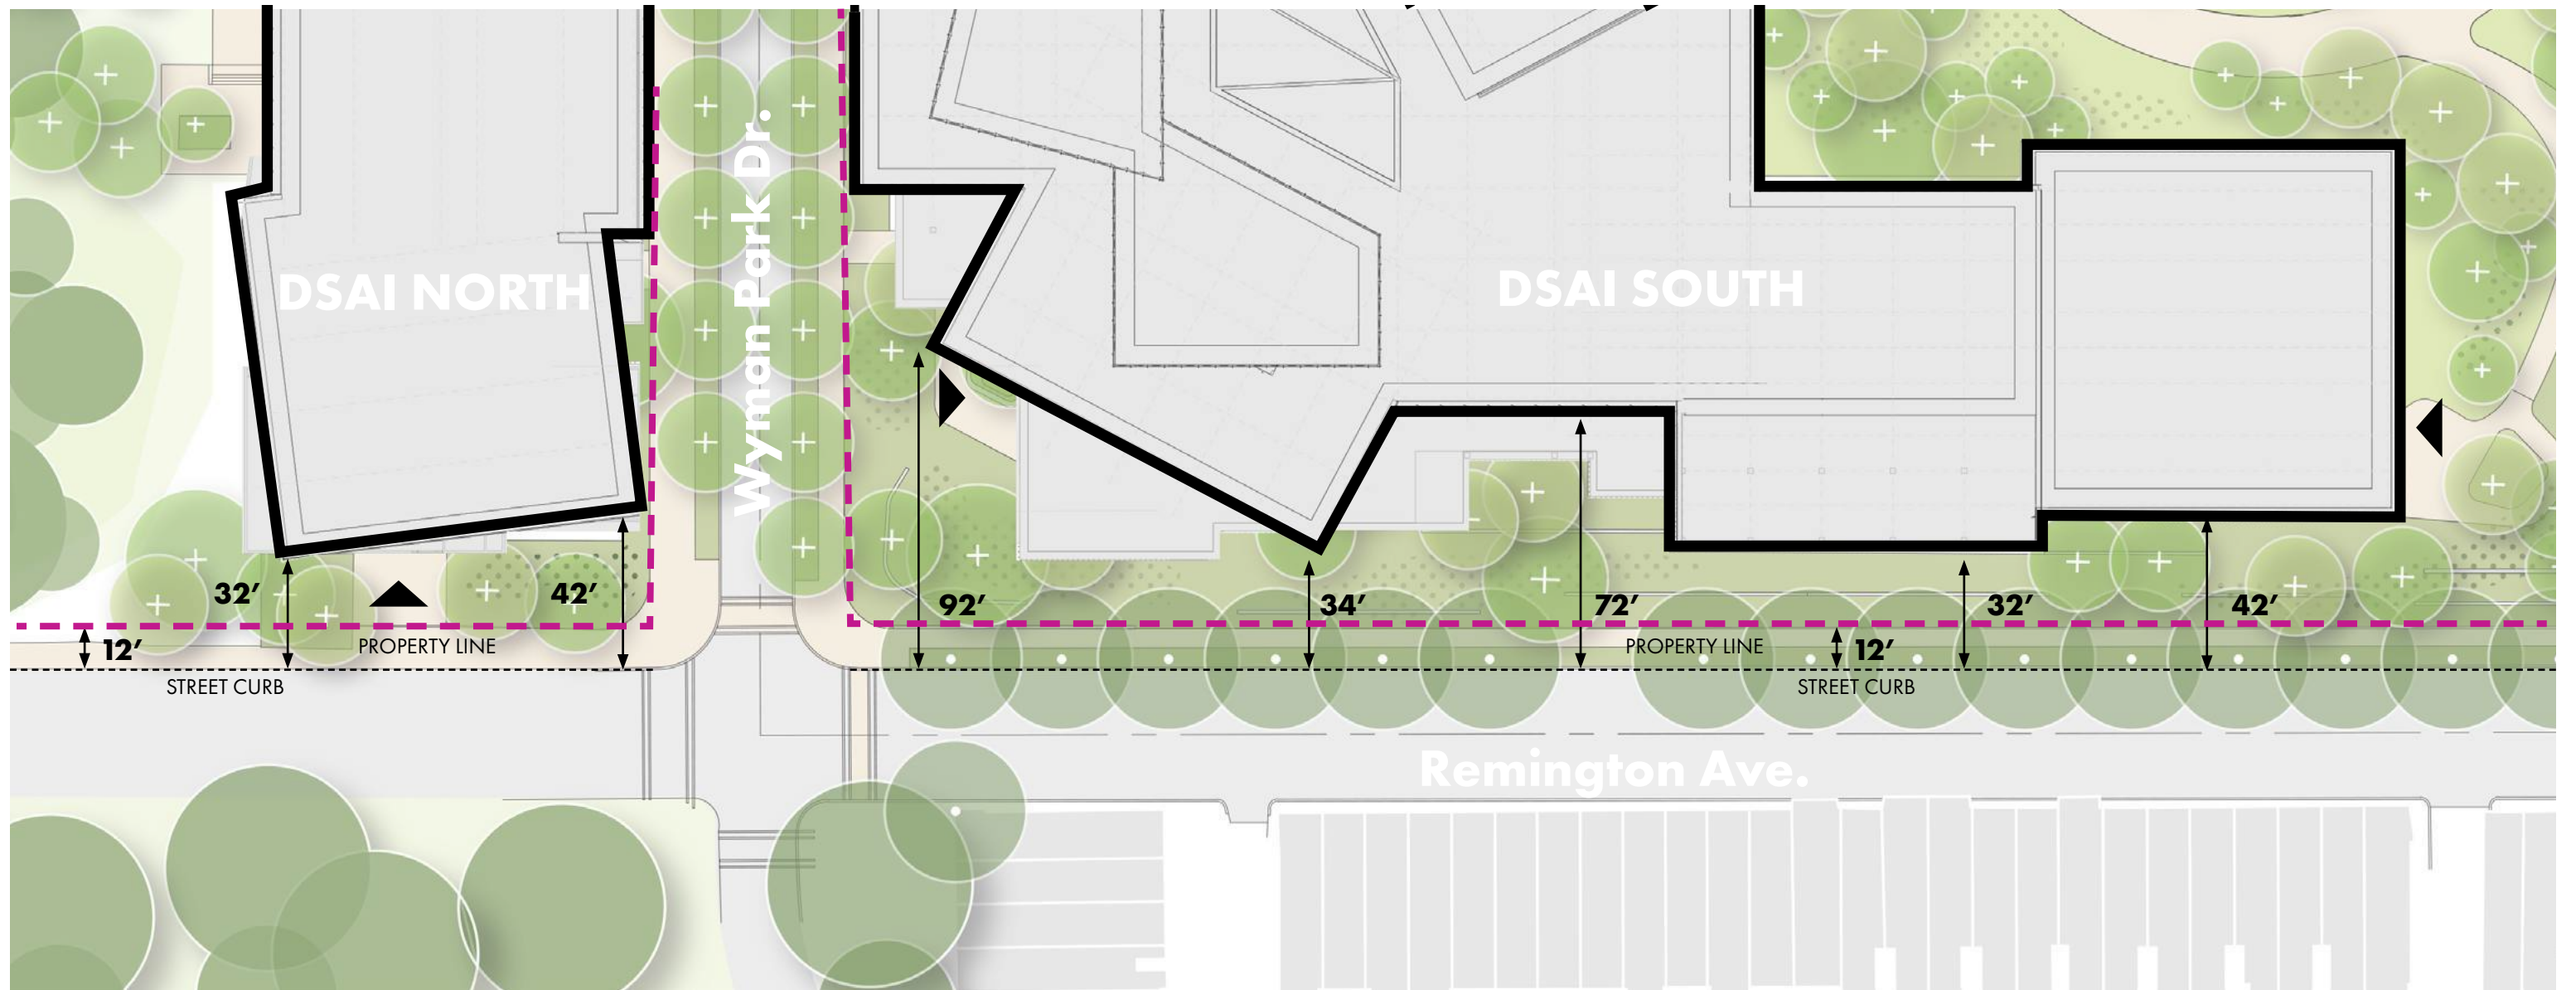 DSAI NORTH
Wyman Park Dr.
DSAI SOUTH
32’
42’
92’
34’
72’
32’
42’
12’
PROPERTY LINE
PROPERTY LINE
12’
STREET CURB
STREET CURB
Remington Ave.